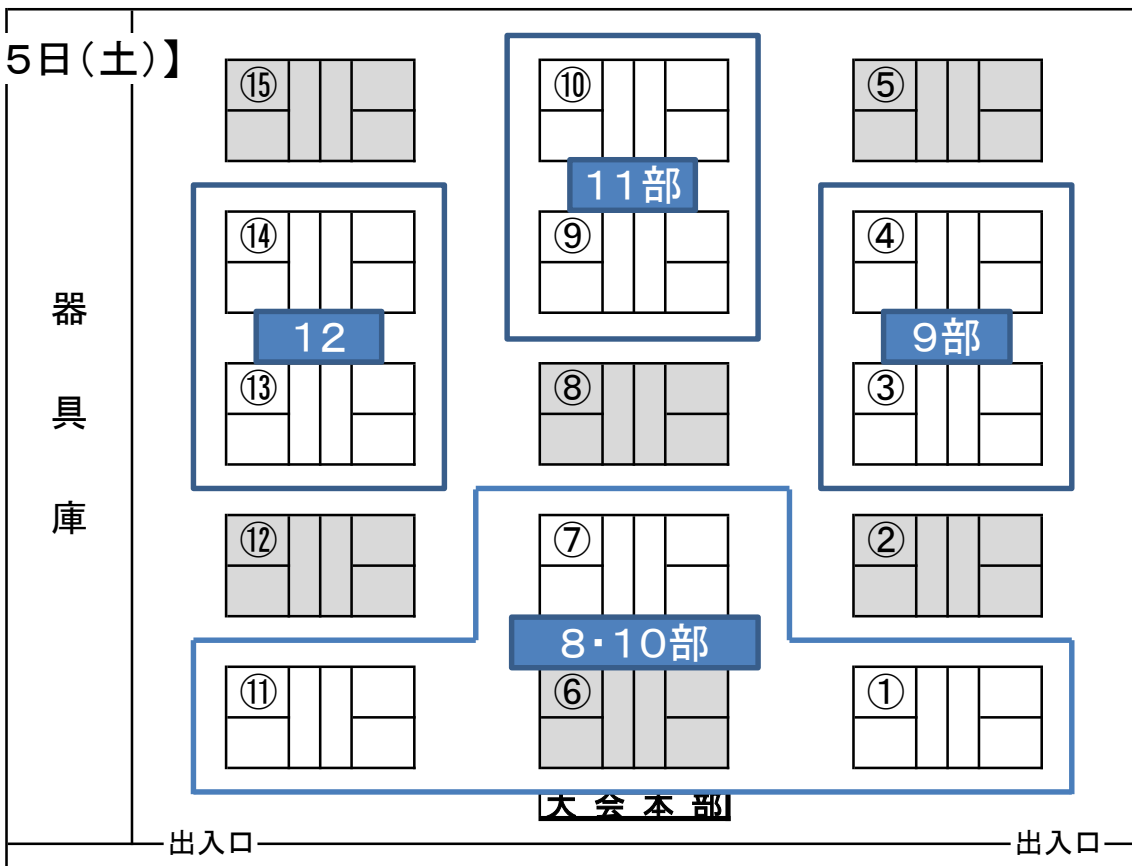 5日(土)】
⑮
⑩
⑤
11部
⑭
⑨
④
器具庫
12
9部
⑬
⑧
③
⑫
⑦
②
8・10部
⑪
⑥
①
大会本部
出入口
出入口